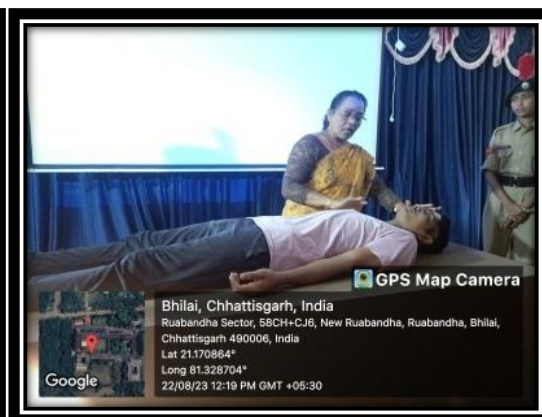 GPS Map Camera
Bhilai, Chhattisgarh, India
Ruabandha Sector, 58CH+CJ6, New Ruabandha, Ruabandha, Bhilai,
Chhattisgarh 490006, India
Lat 21.170864°
Long 81.328704°
22/08/23 12:19 PM GMT +05:30
Google